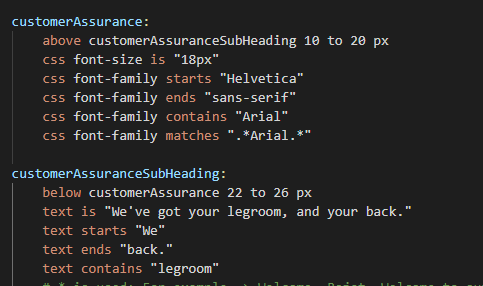 customerAssurance:
above customerAssuranceSubHeading 10 to 20 px
css font-size is "18px"
css font-family starts "Helvetica"
css font-family ends "sans-serif"
css font-family contains "Arial"
css font-family matches ".*Arial.*"
customerAssuranceSubHeading:
below customerAssurance 22 to 26 px
text is "We've got your legroom, and your back."
text starts "We"
text ends "back."
text contains "legroom"